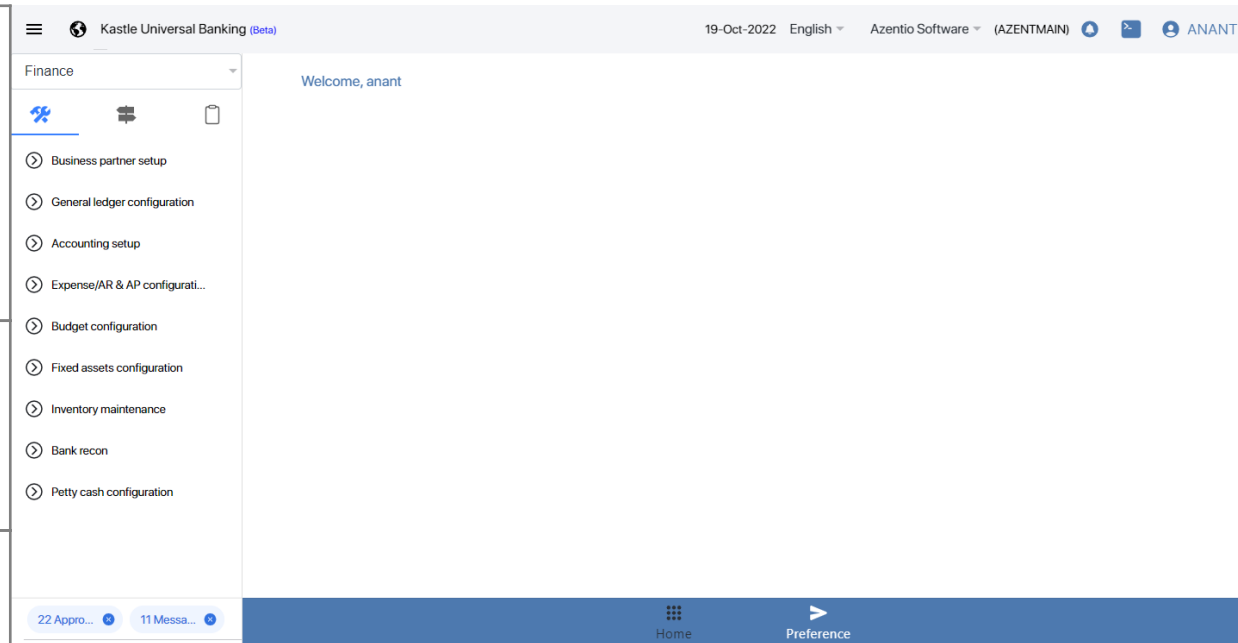 Kastle Universal Banking (Beta)
19-Oct-2022 English Azentio Software (AZENTMAIN) ANANT
Finance
Welcome, anant
Business partner setup
General ledger configuration
Accounting setup
Expense/AR & AP configurati...
Budget configuration
Fixed assets configuration
Inventory maintenance
Bank recon
Petty cash configuration
22 Appro... 11 Messa...
Home Preference